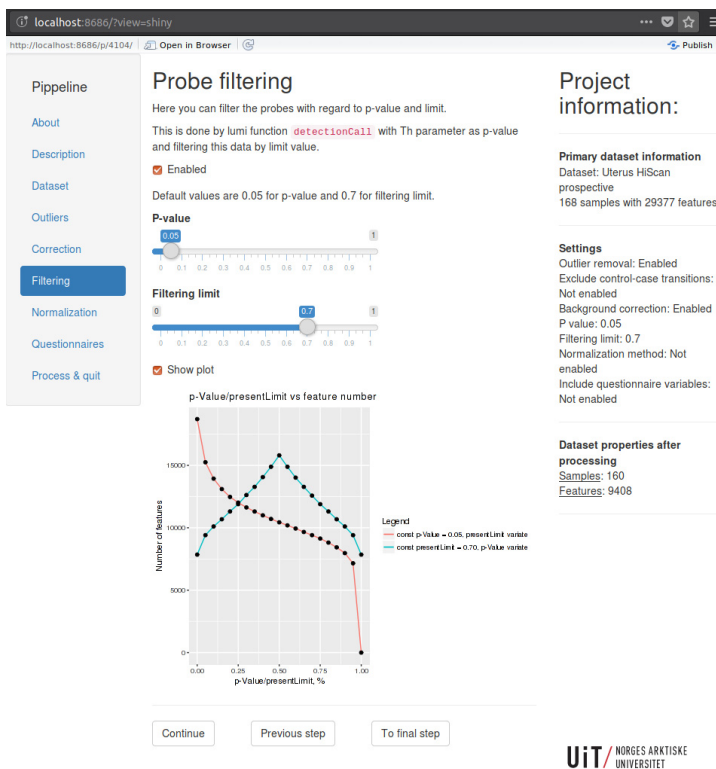 localhost:8686/?view=shiny
http://localhost:8686/p/4104/ Open in Browser Publish
Pippeline
About
Description
Dataset
Outliers
Correction
Filtering
Normalization
Questionnaires
Process & quit
Probe filtering
Here you can filter the probes with regard to p-value and limit.
This is done by lumi function detectionCall with Th parameter as p-value
and filtering this data by limit value.
Enabled
Default values are 0.05 for p-value and 0.7 for filtering limit.
P-value
0.05 1
0 0.1 0.2 0.3 0.4 0.5 0.6 0.7 0.8 0.9 1
Filtering limit
0 0.7 1
0 0.1 0.2 0.3 0.4 0.5 0.6 0.7 0.8 0.9 1
Show plot
p-Value/presentLimit vs feature number
Number of features
15000
10000
5000
0
0.00 0.25 0.50 0.75 1.00
p-Value/presentLimit, %
Legend
const p-Value = 0.05, presentLimit variate
const presentLimit = 0.70, p-Value variate
Continue
Previous step
To final step
Project
information:
Primary dataset information
Dataset: Uterus HiScan
prospective
168 samples with 29377 features
Settings
Outlier removal: Enabled
Exclude control-case transitions:
Not enabled
Background correction: Enabled
P value: 0.05
Filtering limit: 0.7
Normalization method: Not
enabled
Include questionnaire variables:
Not enabled
Dataset properties after
processing
Samples: 160
Features: 9408
UiT / NORGES ARKTISKE
UNIVERSITET